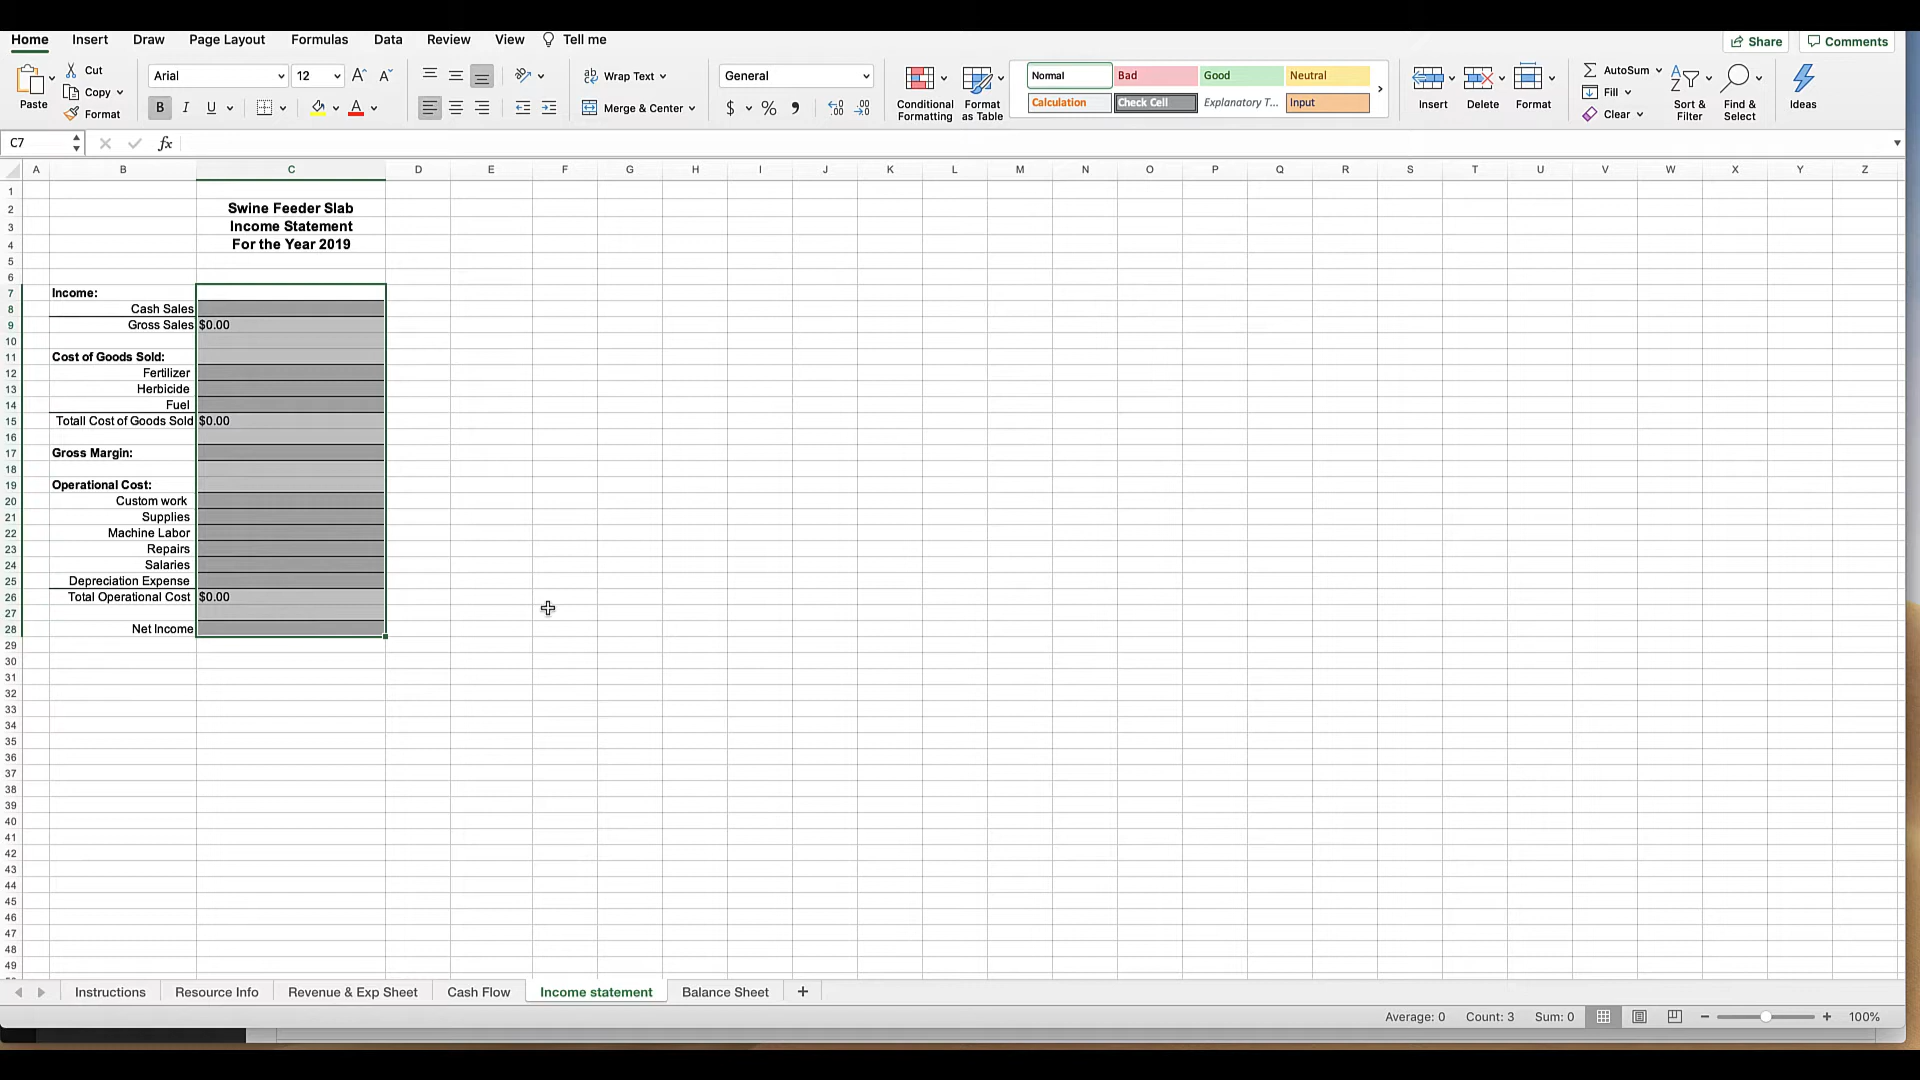 Home Insert Draw Page Layout Formulas Data Review View Tell me Share Comments
Paste Cut Copy Format
Arial 12 A^ A˅
B I U A
ab Wrap Text
Merge & Center
General
$ % ,
Conditional Formatting
Format as Table
Normal Bad Good Neutral
Calculation Check Cell Explanatory T... Input
Insert Delete Format
AutoSum
Fill
Clear
Sort & Filter
Find & Select
Ideas
C7 fx
A B C D E F G H I J K L M N O P Q R S T U V W X Y Z
1
2 Swine Feeder Slab
3 Income Statement
4 For the Year 2019
5
6
7 Income:
8 Cash Sales
9 Gross Sales $0.00
10
11 Cost of Goods Sold:
12 Fertilizer
13 Herbicide
14 Fuel
15 Totall Cost of Goods Sold $0.00
16
17 Gross Margin:
18
19 Operational Cost:
20 Custom work
21 Supplies
22 Machine Labor
23 Repairs
24 Salaries
25 Depreciation Expense
26 Total Operational Cost $0.00
27
28 Net Income
29
30
31
32
33
34
35
36
37
38
39
40
41
42
43
44
45
46
47
48
49
Instructions Resource Info Revenue & Exp Sheet Cash Flow Income statement Balance Sheet +
Average: 0 Count: 3 Sum: 0 − + 100%